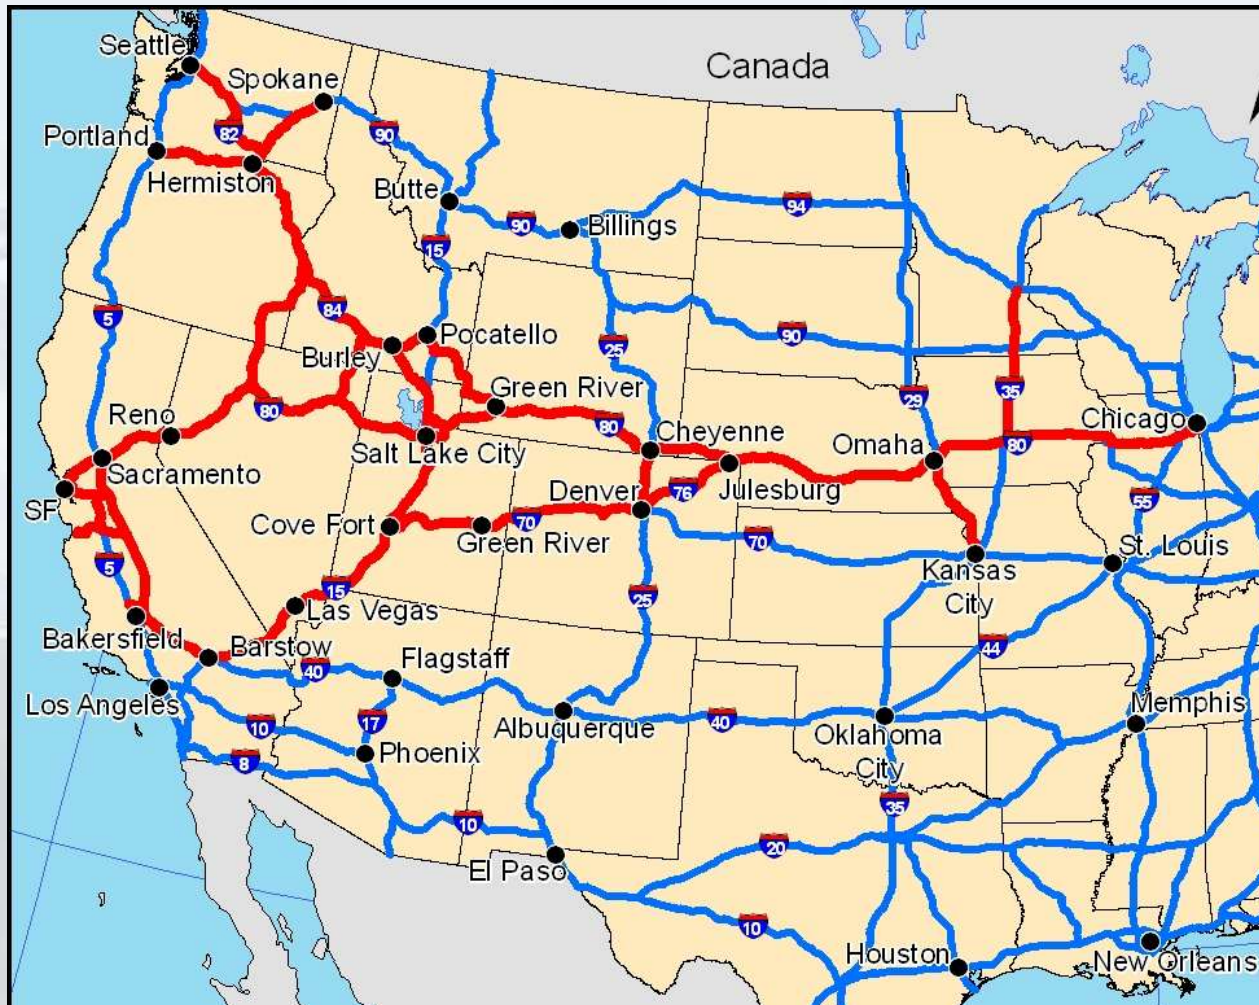 Canada
Seattle
Spokane
82
90
Portland
Hermiston
Butte
90
Billings
94
15
5
84
Pocatello
Burley
25
90
Green River
29
35
80
Reno
80
Cheyenne
Omaha
80
Chicago
Sacramento
Salt Lake City
Julesburg
76
Denver
SF
Cove Fort
70
Green River
55
70
St. Louis
5
Kansas
City
15
Las Vegas
25
Bakersfield
Barstow
40
Flagstaff
44
Los Angeles
10
17
Albuquerque
40
Memphis
Oklahoma
City
Phoenix
8
10
35
20
El Paso
10
Houston
New Orleans